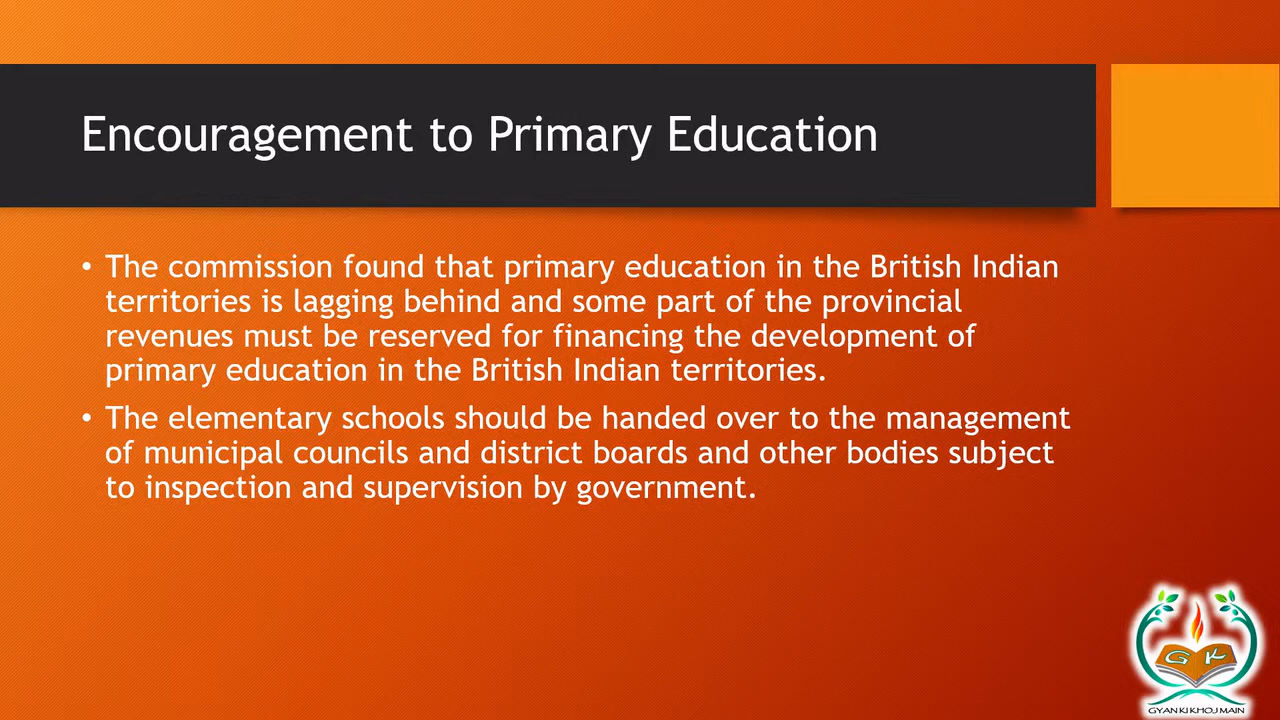 Encouragement to Primary Education
• The commission found that primary education in the British Indian
territories is lagging behind and some part of the provincial
revenues must be reserved for financing the development of
primary education in the British Indian territories.
• The elementary schools should be handed over to the management
of municipal councils and district boards and other bodies subject
to inspection and supervision by government.
G K
GYAN KI KHOJ MAIN